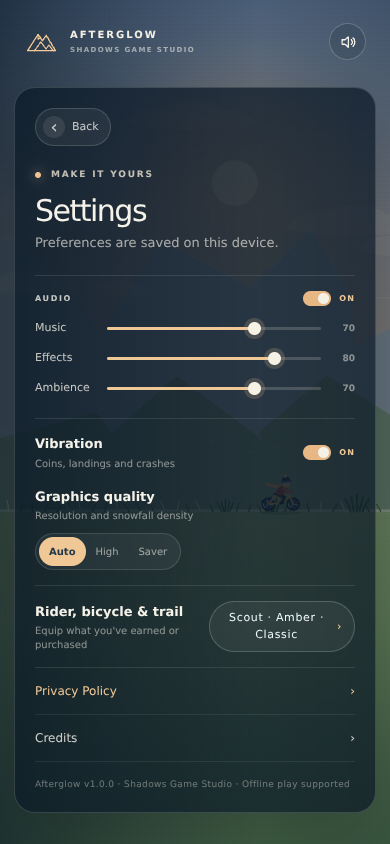 AFTERGLOW
SHADOWS GAME STUDIO
Back
MAKE IT YOURS
Settings
Preferences are saved on this device.
AUDIO
ON
Music
70
Effects
80
Ambience
70
Vibration
Coins, landings and crashes
ON
Graphics quality
Resolution and snowfall density
Auto
High
Saver
Rider, bicycle & trail
Equip what you've earned or
purchased
Scout · Amber ·
Classic
Privacy Policy
Credits
Afterglow v1.0.0 · Shadows Game Studio · Offline play supported